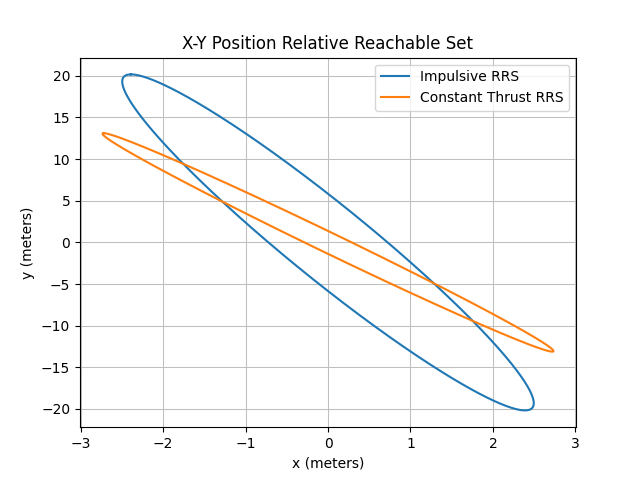 X-Y Position Relative Reachable Set
Impulsive RRS
Constant Thrust RRS
20
15
10
5
0
−5
−10
−15
−20
y (meters)
−3 −2 −1 0 1 2 3
x (meters)